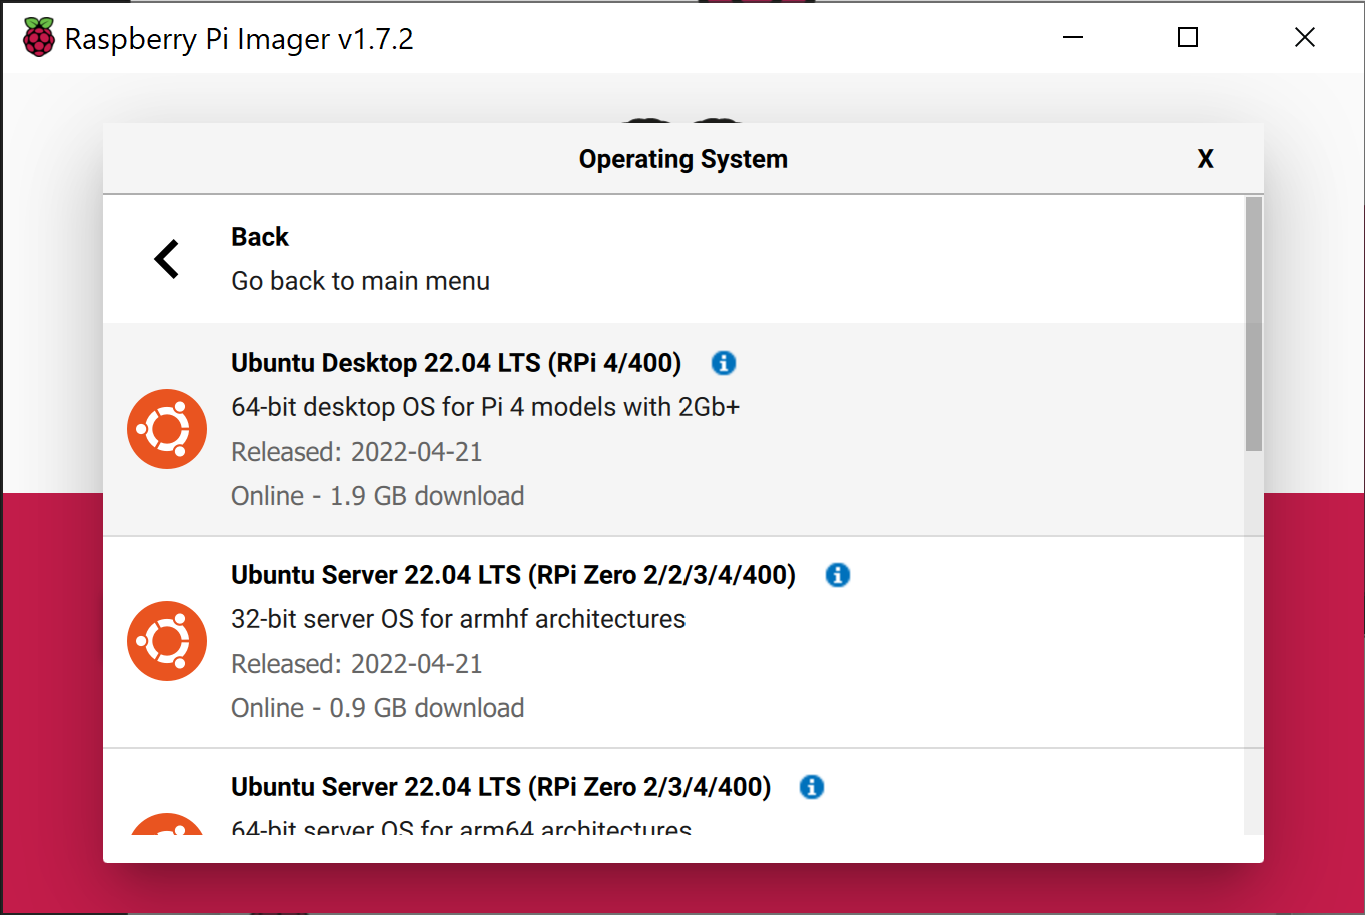 Raspberry Pi Imager v1.7.2
Operating System
X
Back
Go back to main menu
Ubuntu Desktop 22.04 LTS (RPi 4/400)
64-bit desktop OS for Pi 4 models with 2Gb+
Released: 2022-04-21
Online - 1.9 GB download
Ubuntu Server 22.04 LTS (RPi Zero 2/2/3/4/400)
32-bit server OS for armhf architectures
Released: 2022-04-21
Online - 0.9 GB download
Ubuntu Server 22.04 LTS (RPi Zero 2/3/4/400)
64-bit server OS for arm64 architectures